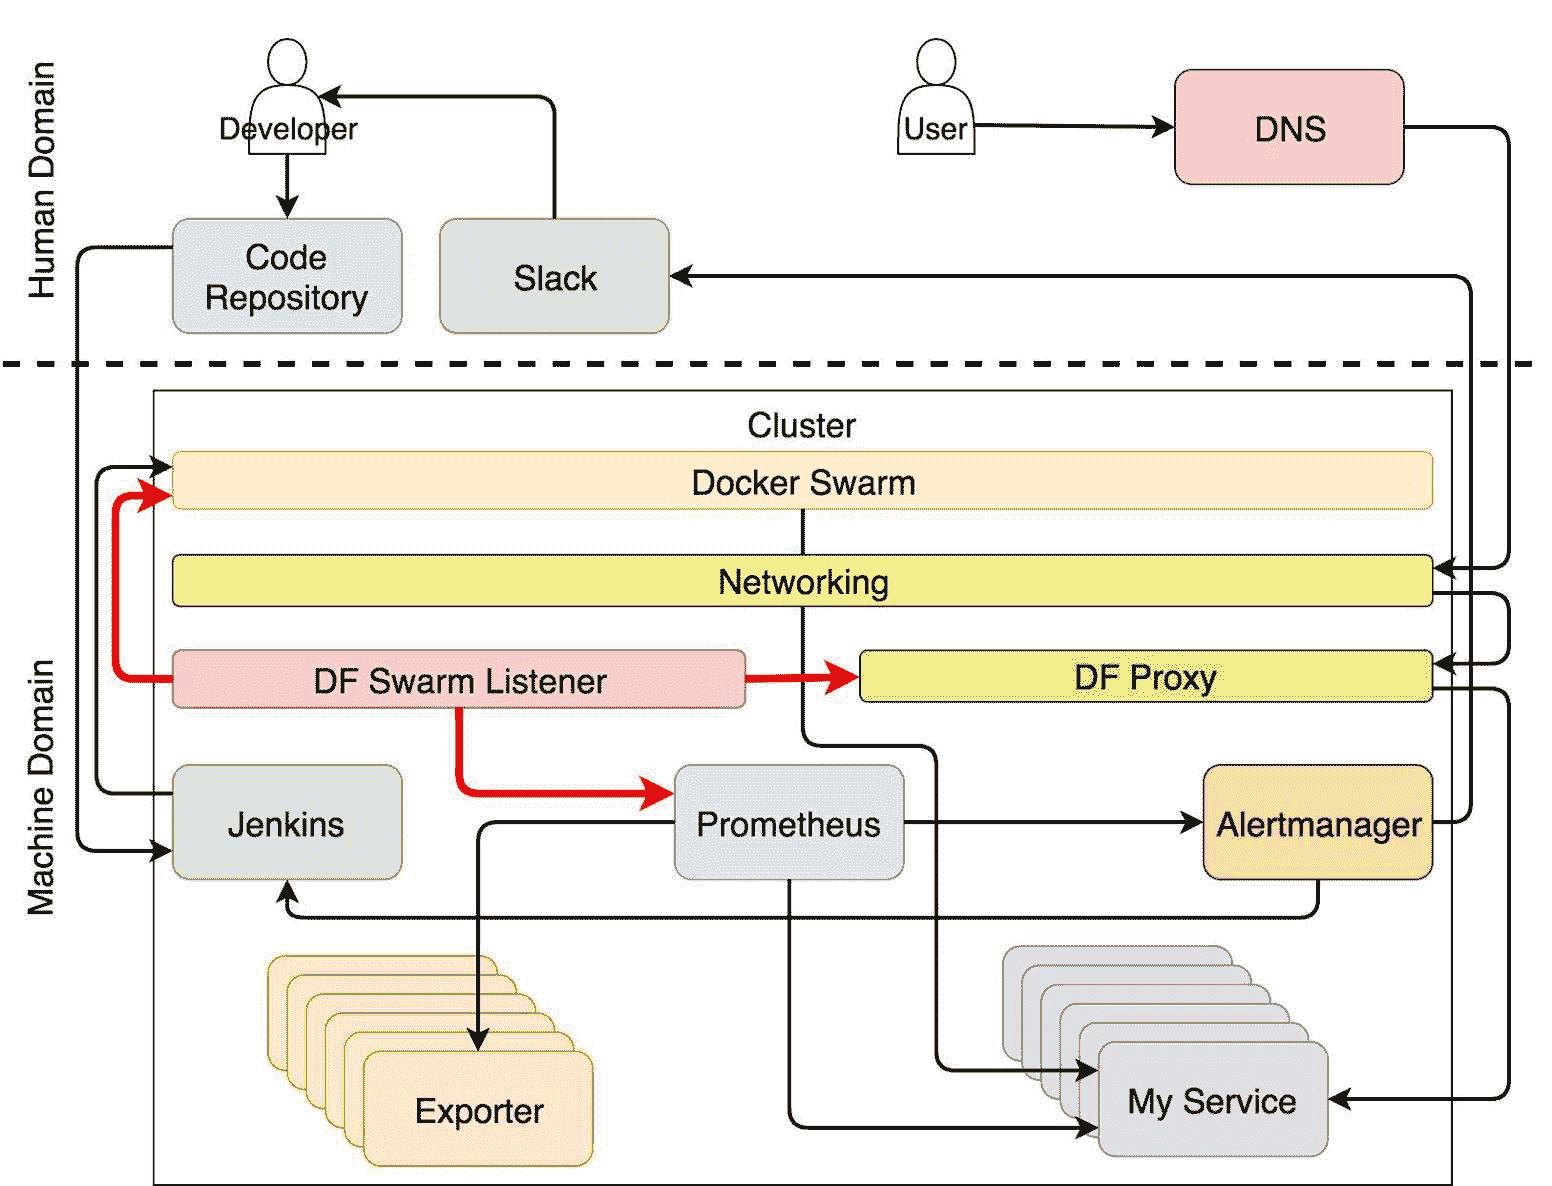 Human Domain
Developer
User
DNS
Code
Repository
Slack
Machine Domain
Cluster
Docker Swarm
Networking
DF Swarm Listener
DF Proxy
Jenkins
Prometheus
Alertmanager
Exporter
My Service